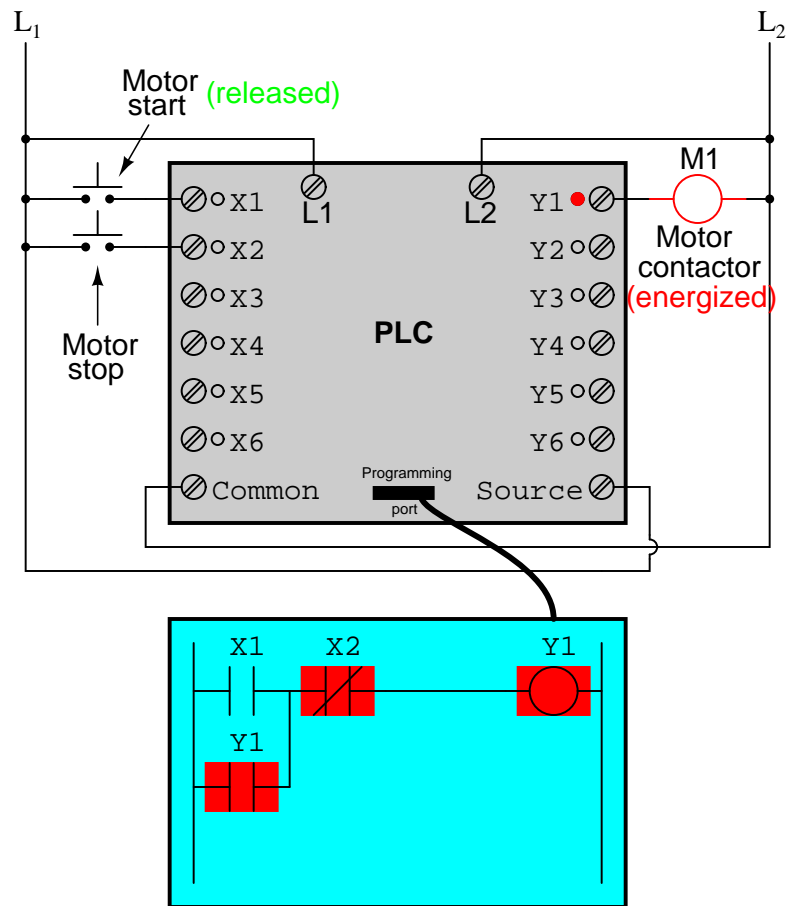 L1
L2
Motor
start (released)
M1
X1
L1
L2
Y1
X2
Y2
Motor
contactor
(energized)
X3
Y3
Motor
stop
X4
PLC
Y4
X5
Y5
X6
Y6
Common
Programming
port
Source
X1
X2
Y1
Y1